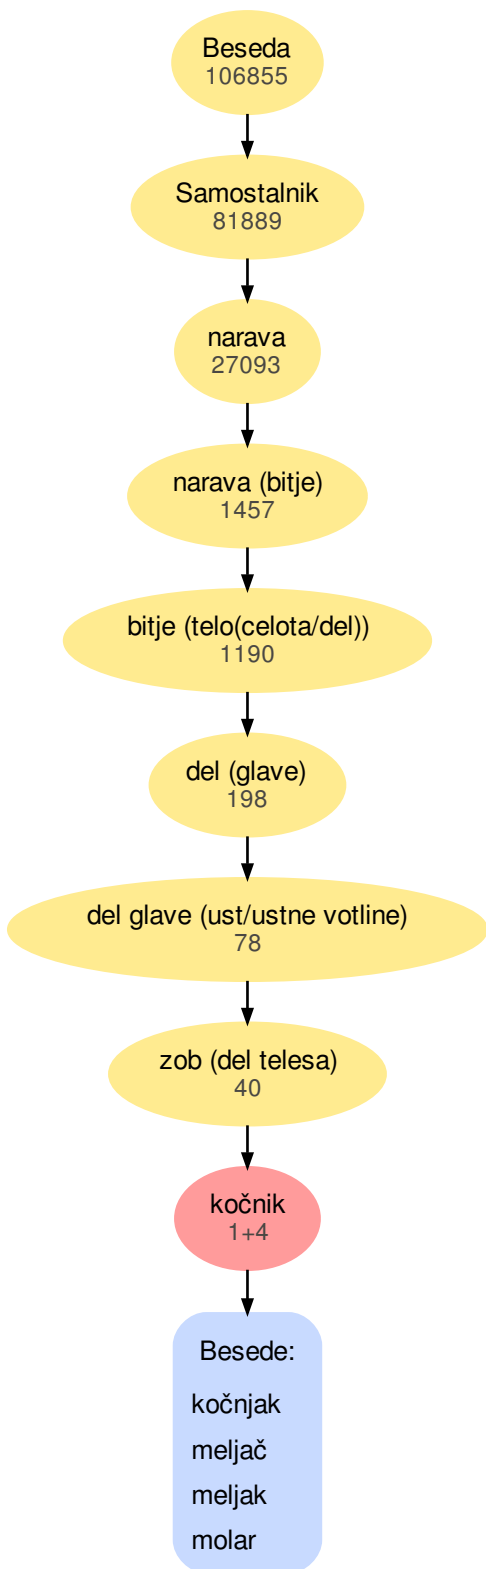 Beseda
106855
Samostalnik
81889
narava
27093
narava (bitje)
1457
bitje (telo(celota/del))
1190
del (glave)
198
del glave (ust/ustne votline)
78
zob (del telesa)
40
kočnik
1+4
Besede:
kočnjak
meljač
meljak
molar